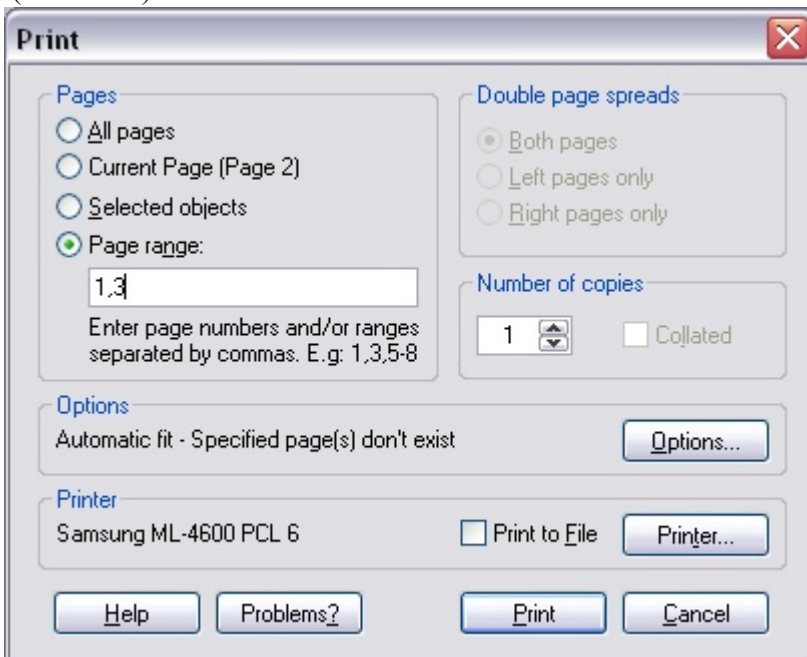 Print
Pages
All pages
Current Page (Page 2)
Selected objects
Page range:
1,3
Enter page numbers and/or ranges
separated by commas. E.g: 1,3,5-8
Double page spreads
Both pages
Left pages only
Right pages only
Number of copies
1
Collated
Options
Automatic fit - Specified page(s) don't exist
Options...
Printer
Samsung ML-4600 PCL 6
Print to File
Printer...
Help
Problems?
Print
Cancel